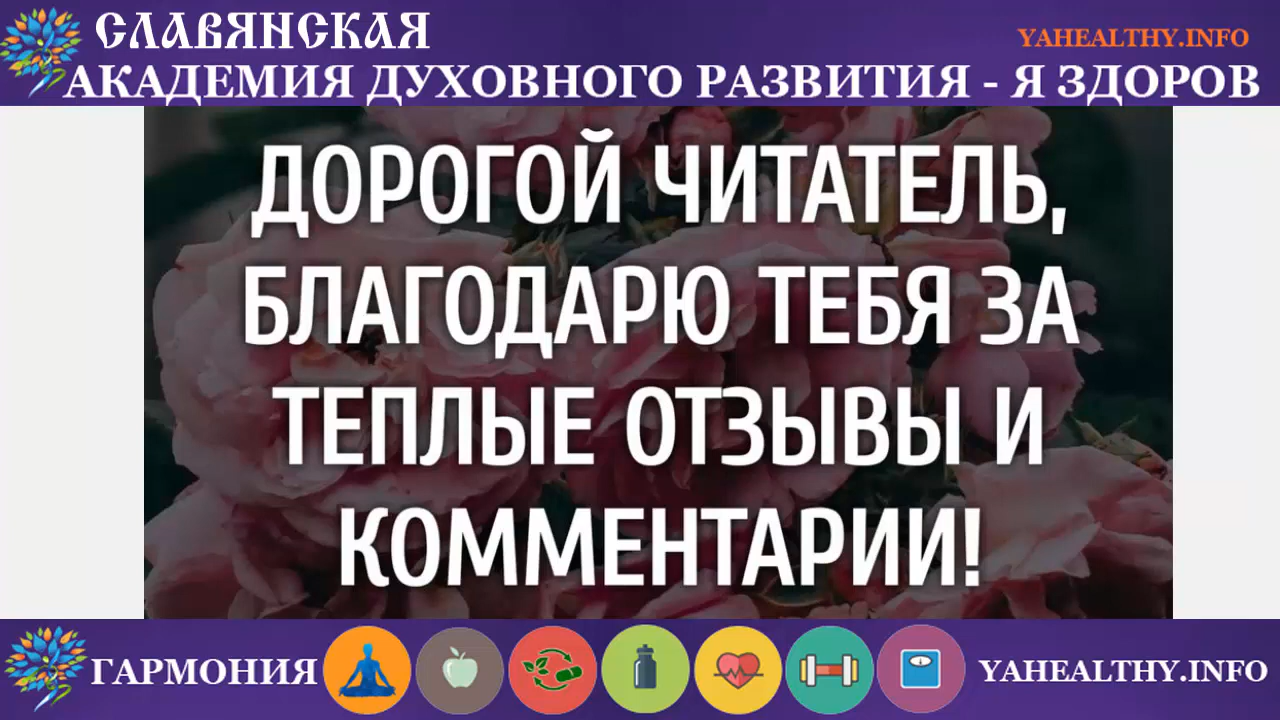 СЛАВЯНСКАЯ
YAHEALTHY.INFO
АКАДЕМИЯ ДУХОВНОГО РАЗВИТИЯ - Я ЗДОРОВ
ДОРОГОЙ ЧИТАТЕЛЬ,
БЛАГОДАРЮ ТЕБЯ ЗА
ТЕПЛЫЕ ОТЗЫВЫ И
КОММЕНТАРИИ!
ГАРМОНИЯ
YAHEALTHY.INFO